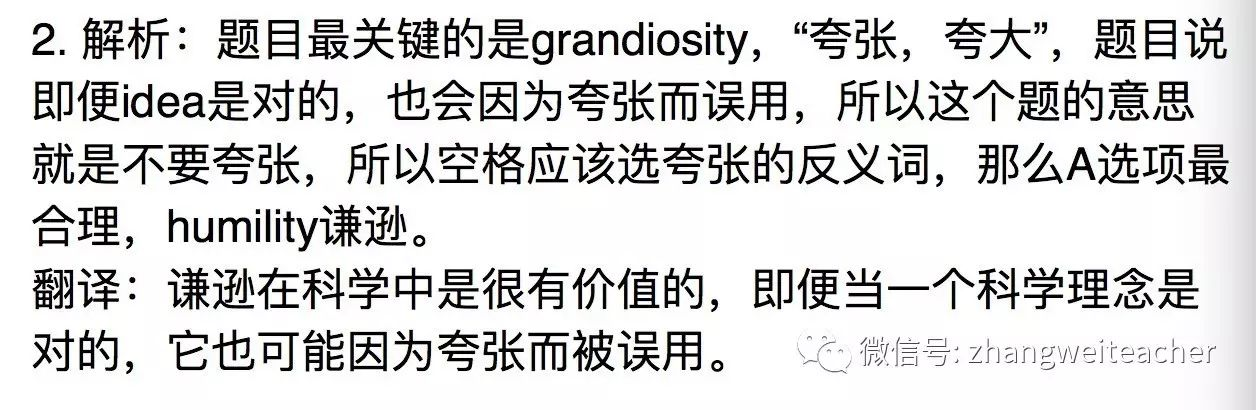 2. 解析：题目最关键的是grandiosity，“夸张，夸大”，题目说
即便idea是对的，也会因为夸张而误用，所以这个题的意思
就是不要夸张，所以空格应该选夸张的反义词，那么A选项最
合理，humility谦逊。
翻译：谦逊在科学中是很有价值的，即便当一个科学理念是
对的，它也可能因为夸张而被误用。
微信号: zhangweiteacher